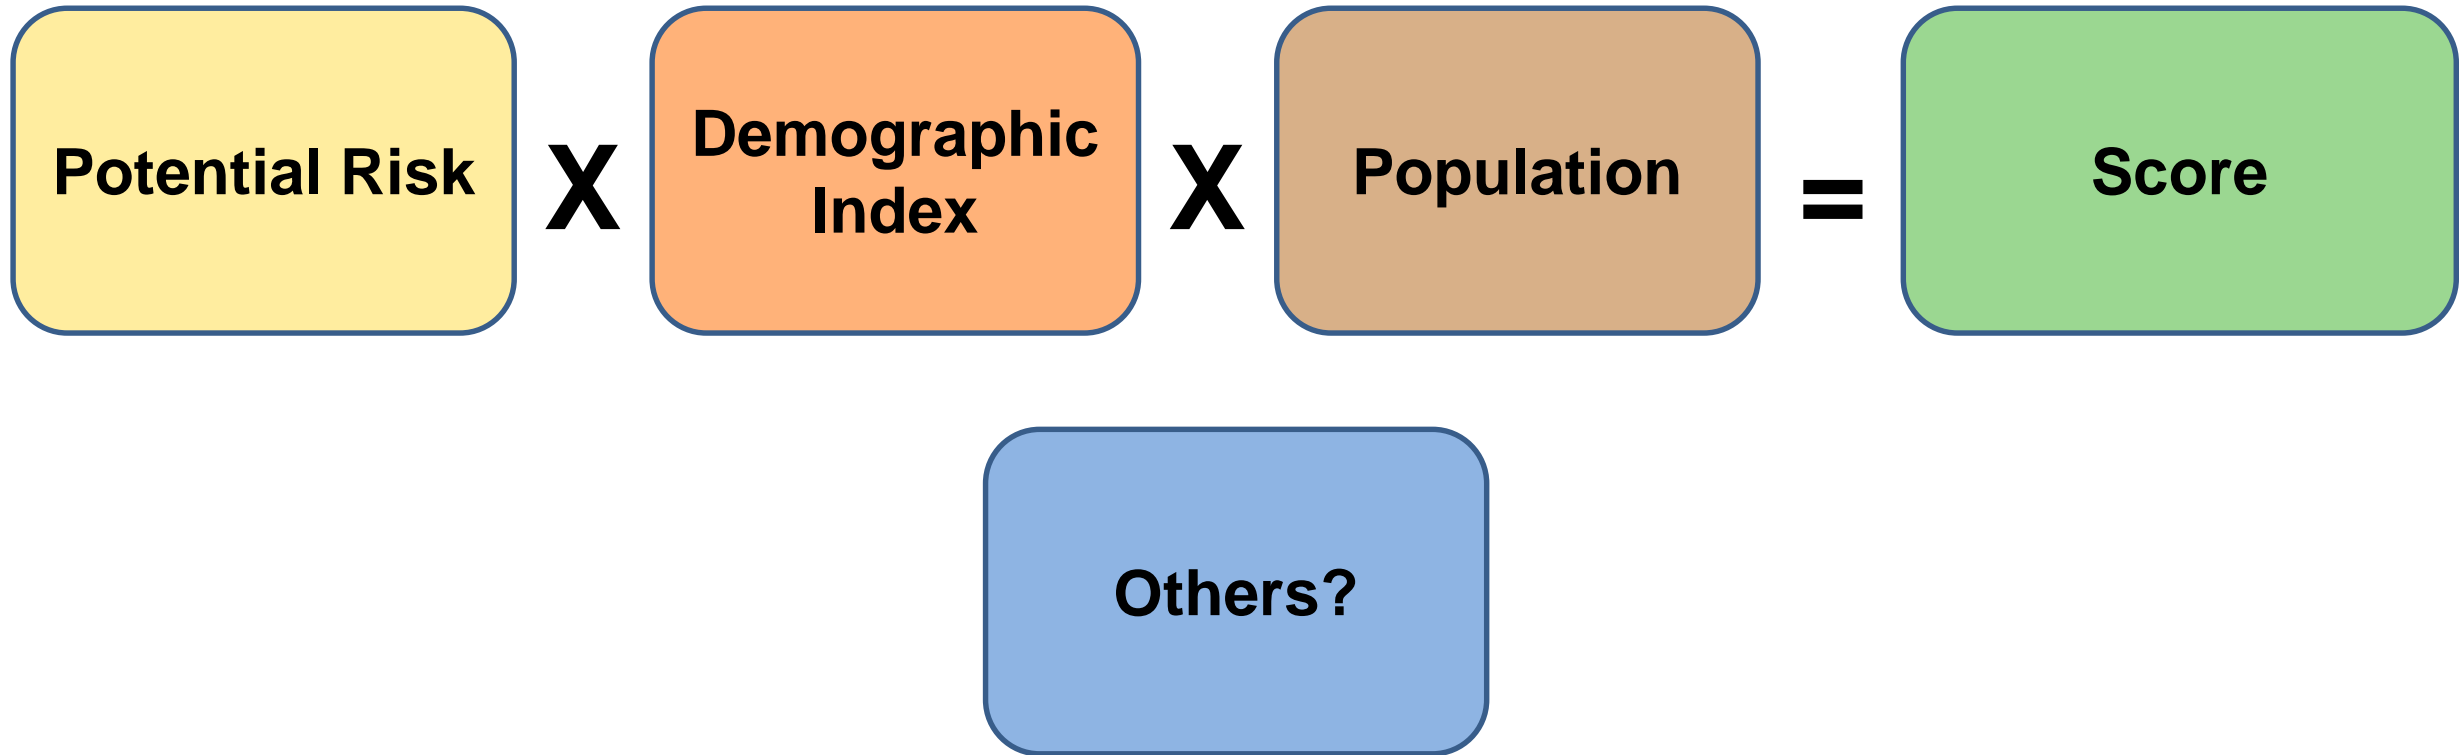 Potential Risk
X
Demographic
Index
X
Population
=
Score
Others?